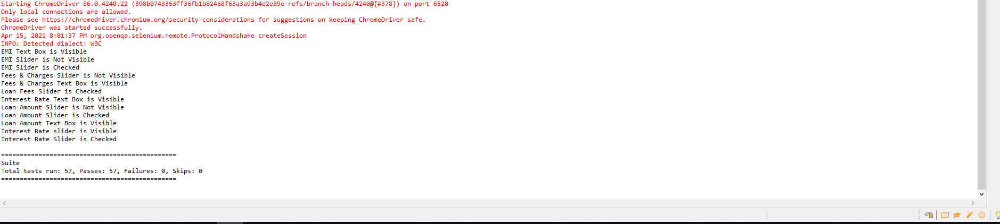 Starting ChromeDriver 86.0.4240.22 (398b0743353ff36fb1b82468f63a3a93b4e2e89e-refs/branch-heads/4240@{#378}) on port 6520
Only local connections are allowed.
Please see https://chromedriver.chromium.org/security-considerations for suggestions on keeping ChromeDriver safe.
ChromeDriver was started successfully.
Apr 15, 2021 8:01:37 PM org.openqa.selenium.remote.ProtocolHandshake createSession
INFO: Detected dialect: W3C
EMI Text Box is Visible
EMI Slider is Not Visible
EMI Slider is Checked
Fees & Charges Slider is Not Visible
Fees & Charges Text Box is Visible
Loan Fees Slider is Checked
Interest Rate Text Box is Visible
Loan Amount Slider is Not Visible
Loan Amount Slider is Checked
Loan Amount Text Box is Visible
Interest Rate slider is Visible
Interest Rate Slider is Checked
===============================================
Suite
Total tests run: 57, Passes: 57, Failures: 0, Skips: 0
===============================================